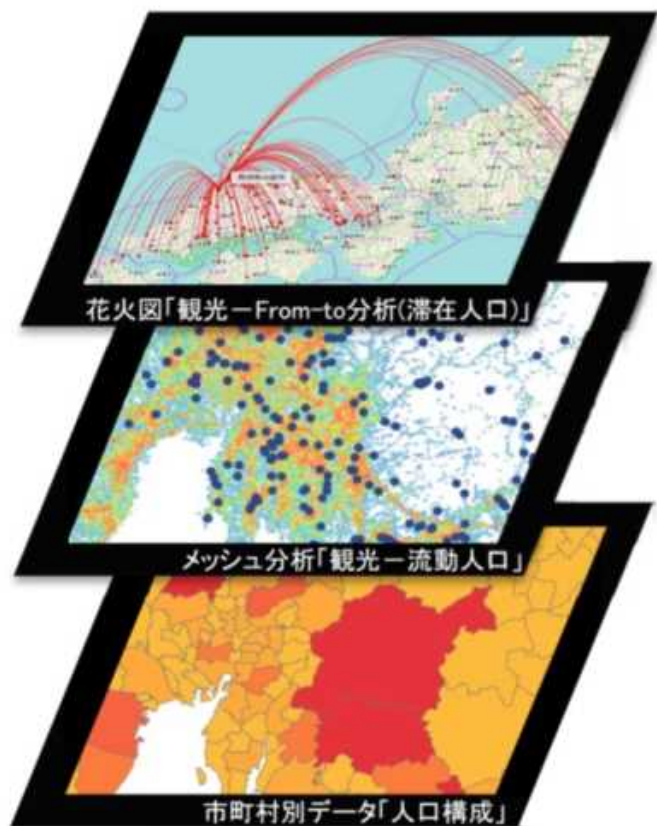 花火図「観光－From-to分析(滞在人口)」
メッシュ分析「観光－流動人口」
市町村別データ「人口構成」